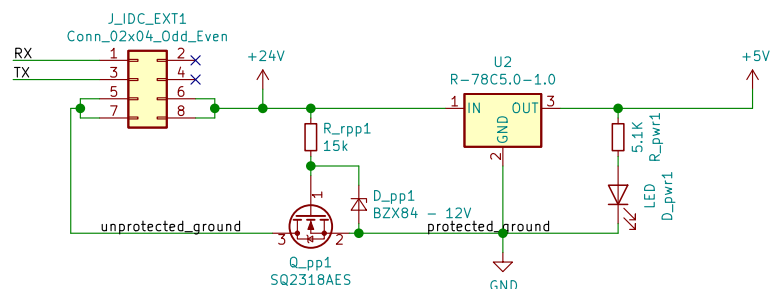 J_IDC_EXT1
Conn_02x04_Odd_Even
RX
TX
1
2
3
4
5
6
7
8
+24V
U2
R-78C5.0-1.0
1
IN
OUT
3
GND
2
+5V
R_rpp1
15k
5.1K
R_pwr1
LED
D_pwr1
1
D_pp1
BZX84 - 12V
unprotected_ground
3
2
protected_ground
Q_pp1
SQ2318AES
GND